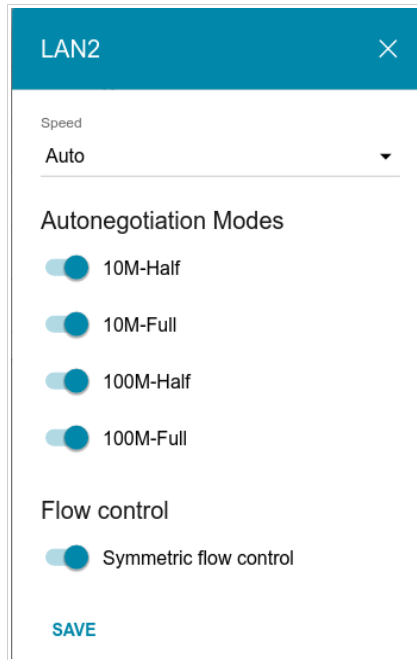 LAN2
Speed
Auto
Autonegotiation Modes
10M-Half
10M-Full
100M-Half
100M-Full
Flow control
Symmetric flow control
SAVE